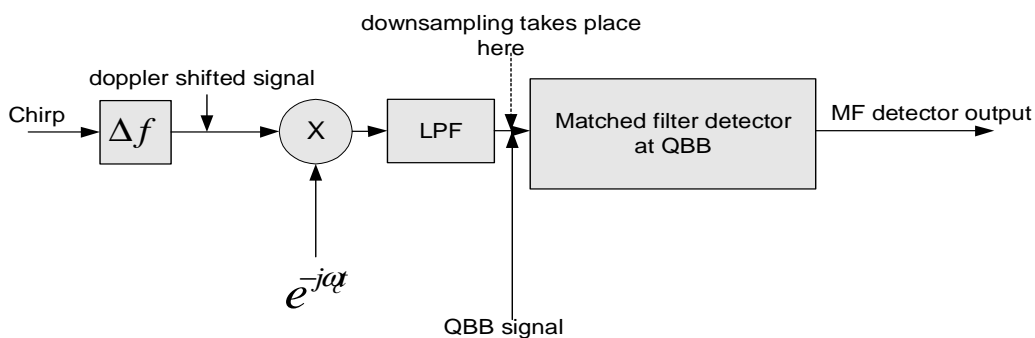 downsampling takes place
here
doppler shifted signal
Chirp
Δf
X
LPF
Matched filter detector
at QBB
MF detector output
e^{-jω_c t}
QBB signal